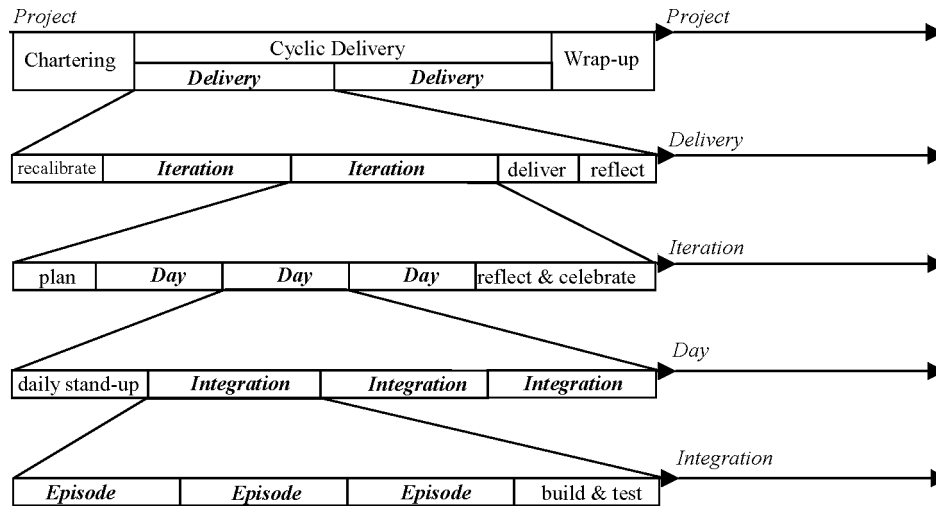 Project Project
Chartering Cyclic Delivery Wrap-up
Delivery Delivery
Delivery
recalibrate Iteration Iteration deliver reflect
Iteration
plan Day Day Day reflect & celebrate
Day
daily stand-up Integration Integration Integration
Integration
Episode Episode Episode build & test